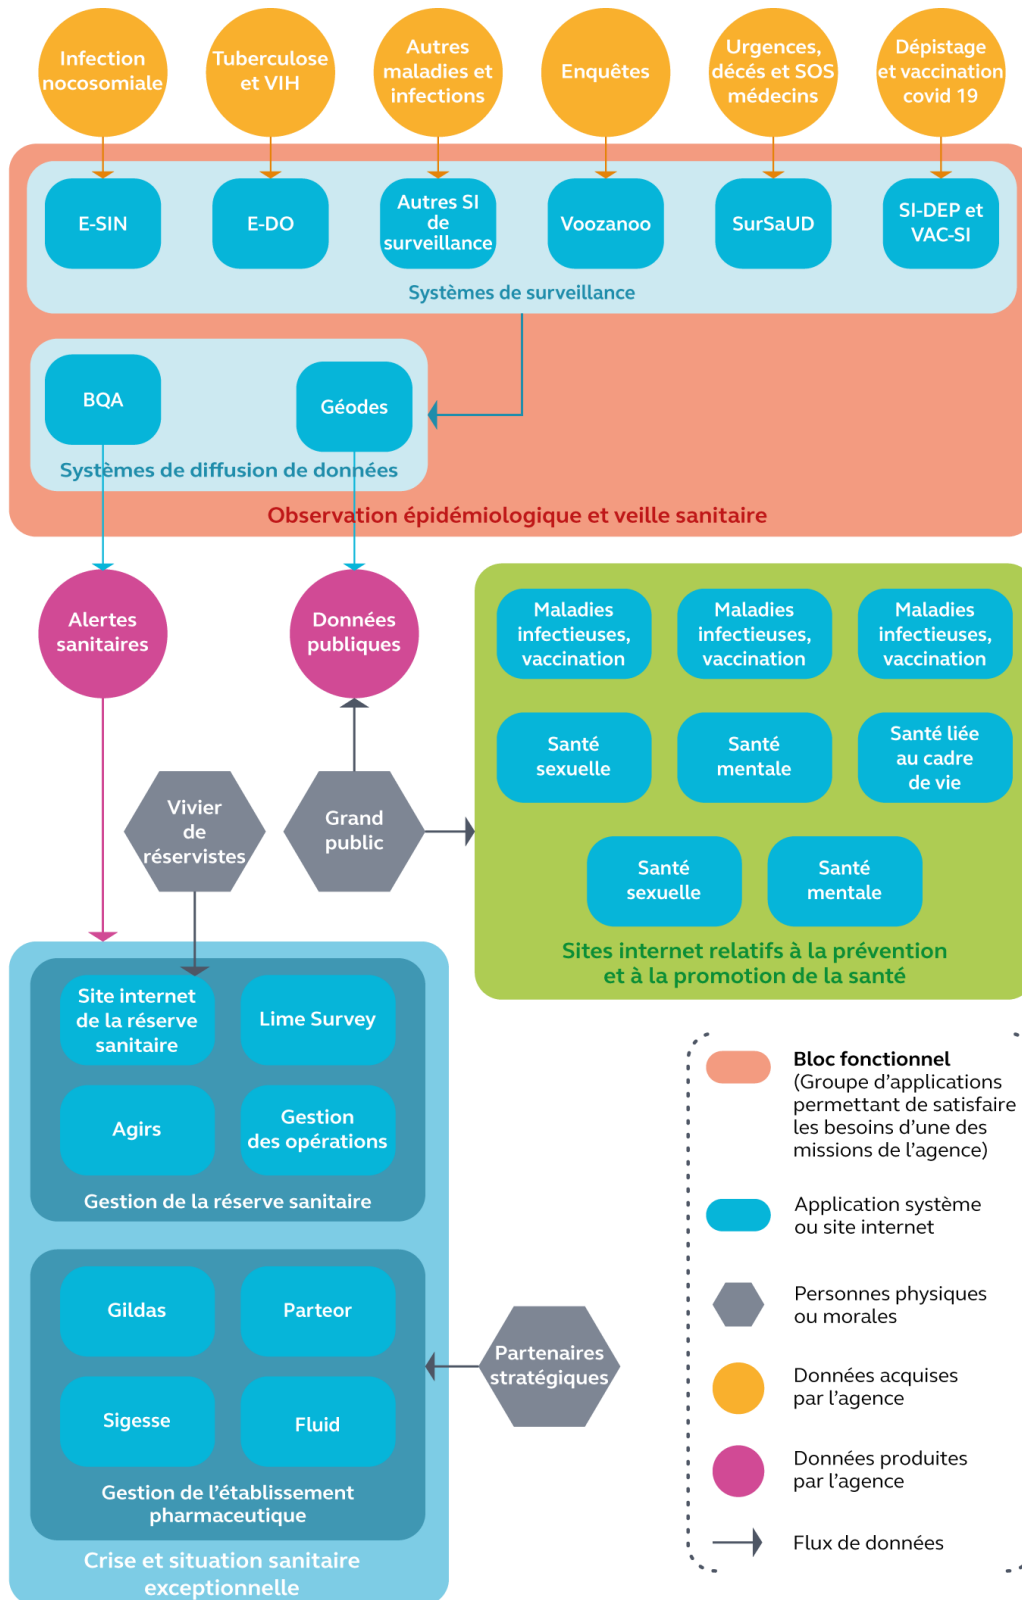 Infection
nocosomiale
Tuberculose
et VIH
Autres
maladies et
infections
Enquêtes
Urgences,
décés et SOS
médecins
Dépistage
et vaccination
covid 19
E-SIN
E-DO
Autres SI
de
surveillance
Voozanoo
SurSaUD
SI-DEP et
VAC-SI
Systèmes de surveillance
BQA
Géodes
Systèmes de diffusion de données
Observation épidémiologique et veille sanitaire
Alertes
sanitaires
Données
publiques
Maladies
infectieuses,
vaccination
Maladies
infectieuses,
vaccination
Maladies
infectieuses,
vaccination
Santé
sexuelle
Santé
mentale
Santé liée
au cadre
de vie
Santé
sexuelle
Santé
mentale
Sites internet relatifs à la prévention
et à la promotion de la santé
Vivier
de
réservistes
Grand
public
Site internet
de la réserve
sanitaire
Lime Survey
Agirs
Gestion
des opérations
Gestion de la réserve sanitaire
Gildas
Parteor
Sigesse
Fluid
Gestion de l'établissement
pharmaceutique
Crise et situation sanitaire
exceptionnelle
Partenaires
stratégiques
Bloc fonctionnel
(Groupe d'applications
permettant de satisfaire
les besoins d'une des
missions de l'agence)
Application système
ou site internet
Personnes physiques
ou morales
Données acquises
par l'agence
Données produites
par l'agence
Flux de données